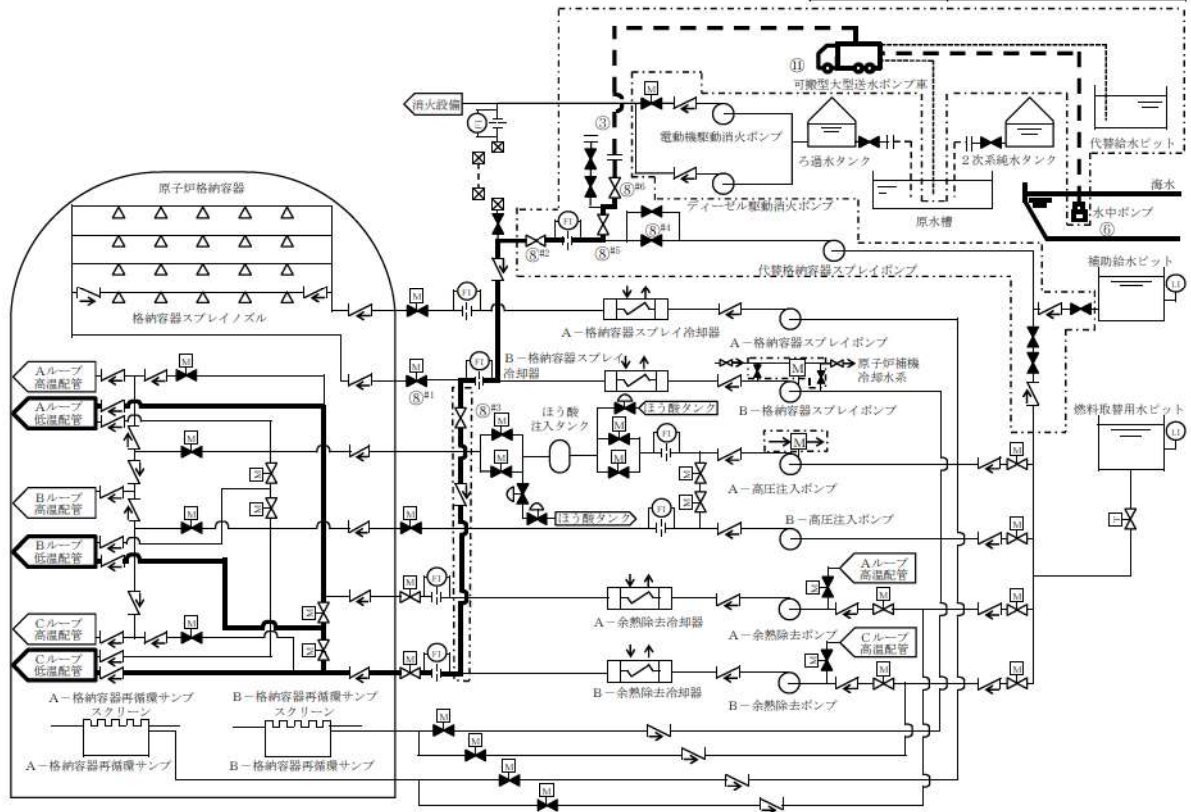 ⑪
可搬型大型送水ポンプ車
消火設備
M
FI
③
電動機駆動消火ポンプ
ろ過水タンク
2次系純水タンク
代替給水ピット
海水
原子炉格納容器
⑧#6
ディーゼル駆動消火ポンプ
原水槽
水中ポンプ
⑥
FI
⑧#2
⑧#5
⑧#4
代替格納容器スプレイポンプ
補助給水ピット
LI
M
FI
格納容器スプレイノズル
A-格納容器スプレイ冷却器
A-格納容器スプレイポンプ
M
FI
B-格納容器スプレイ
冷却器
M
原子炉補機
冷却水系
⑧#1
B-格納容器スプレイポンプ
Aループ
高温配管
M
Aループ
低温配管
⑧#3
M
ほう酸
注入タンク
ほう酸タンク
M
燃料取替用水ピット
LI
M
M
M
FI
M
M
M
A-高圧注入ポンプ
M
M
Bループ
高温配管
M
M
ほう酸タンク
FI
M
B-高圧注入ポンプ
M
Bループ
低温配管
Aループ
高温配管
M
FI
M
M
M
A-余熱除去冷却器
A-余熱除去ポンプ
Cループ
高温配管
M
M
M
Cループ
高温配管
Cループ
低温配管
M
FI
M
M
M
B-余熱除去冷却器
B-余熱除去ポンプ
A-格納容器再循環サンプ
スクリーン
B-格納容器再循環サンプ
スクリーン
M
M
A-格納容器再循環サンプ
B-格納容器再循環サンプ
M
M